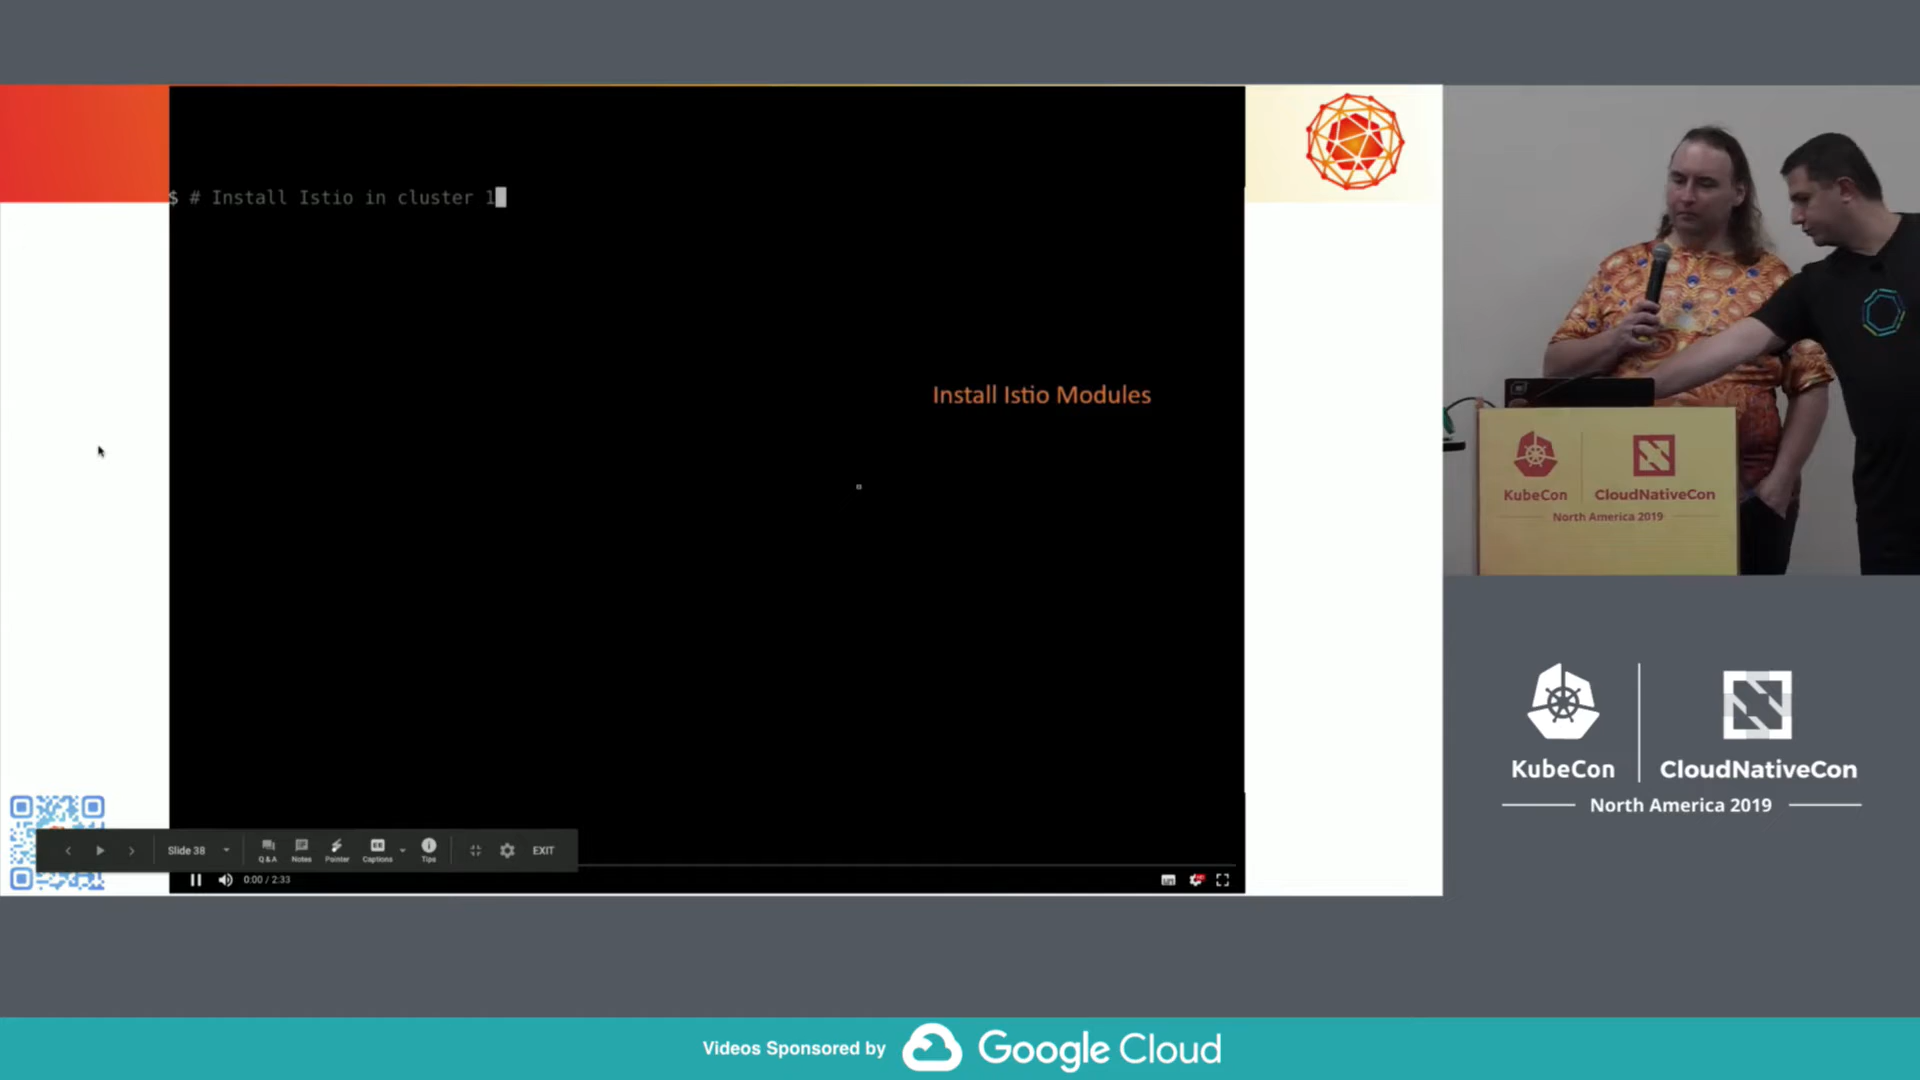 $ # Install Istio in cluster 1
Install Istio Modules
Slide 38
Q&A
Notes
Pointer
Captions
Tips
EXIT
0:00 / 2:33
KubeCon
CloudNativeCon
North America 2019
KubeCon
CloudNativeCon
North America 2019
Videos Sponsored by
Google Cloud